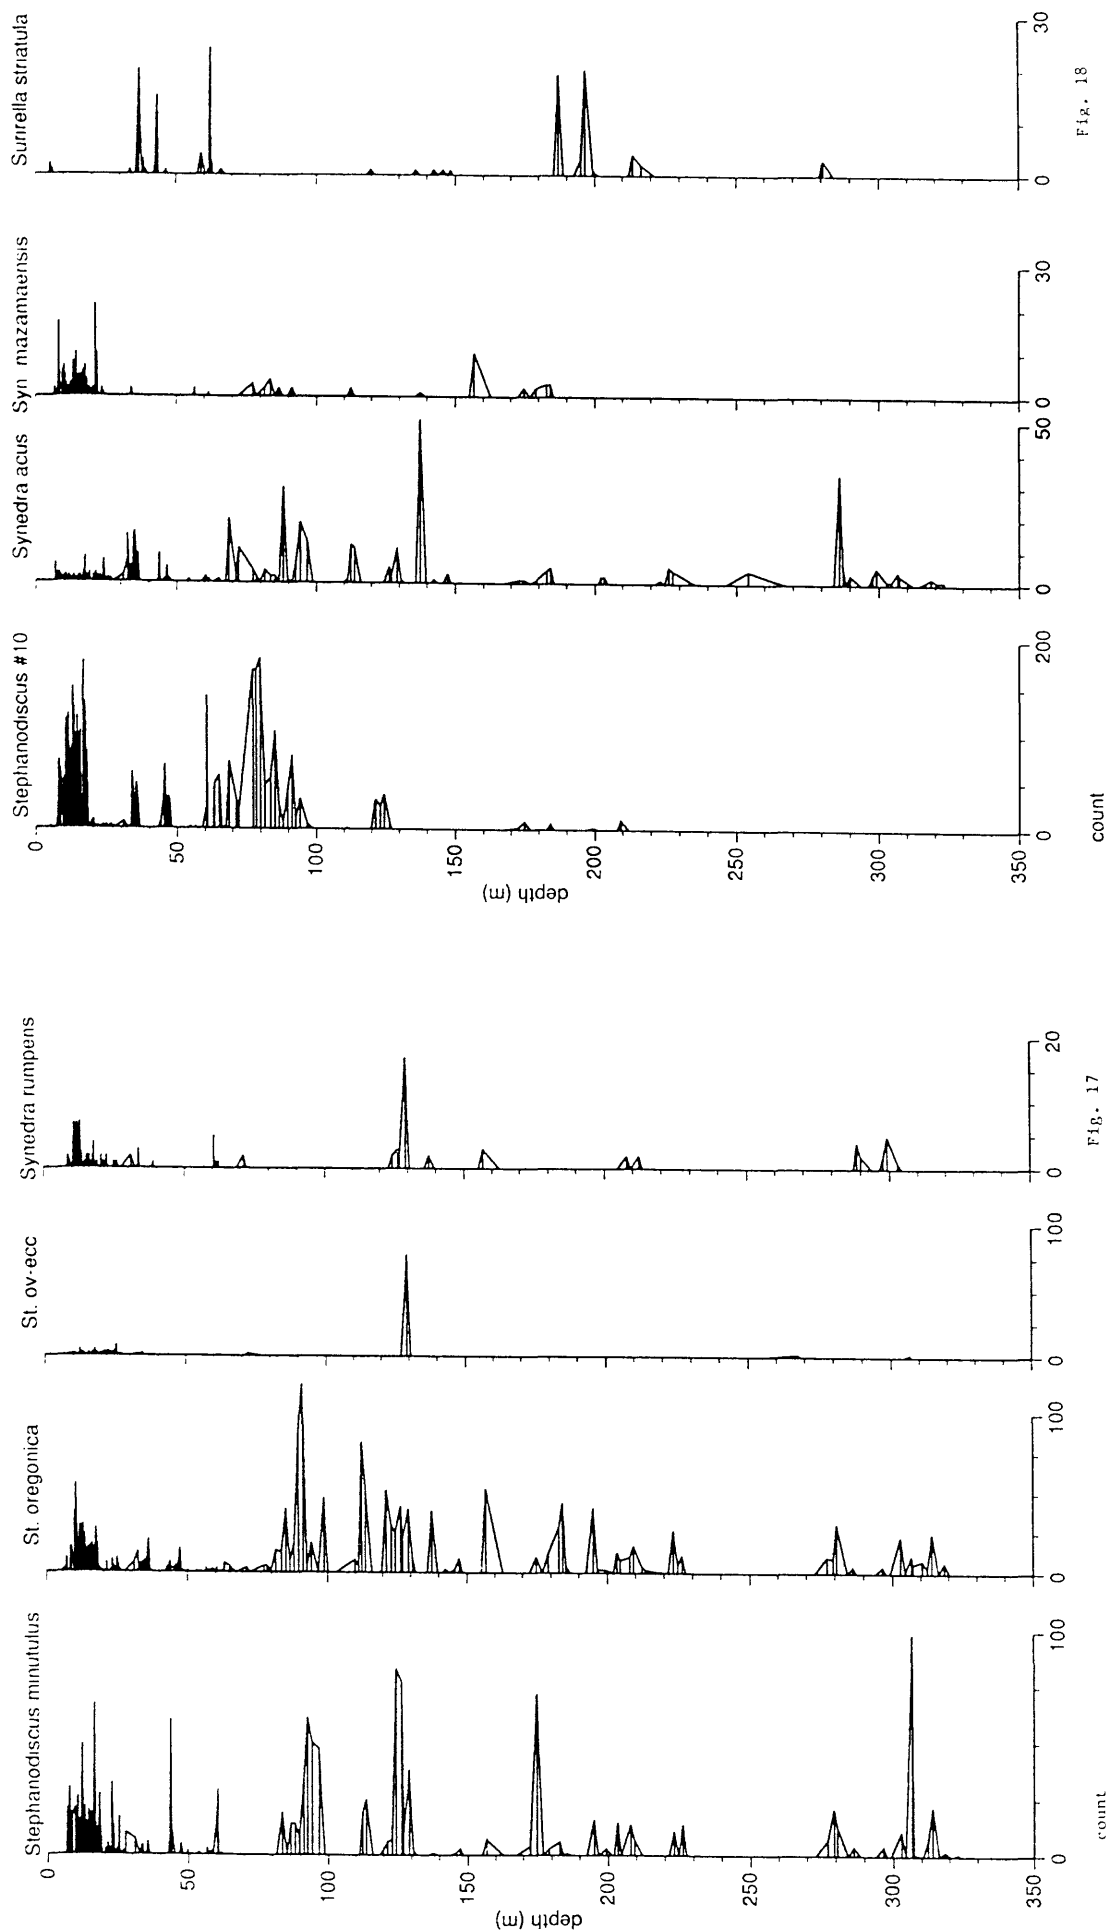 Surirella striatula
30
0
Fig. 18
Syn mazamaensis
30
0
Synedra acus
50
0
Stephanodiscus #10
200
0
count
0
50
100
150
200
250
300
350
depth (m)
Synedra rumpens
20
0
Fig. 17
St. ov-ecc
100
0
St. oregonica
100
0
Stephanodiscus minutulus
100
0
count
0
50
100
150
200
250
300
350
depth (m)